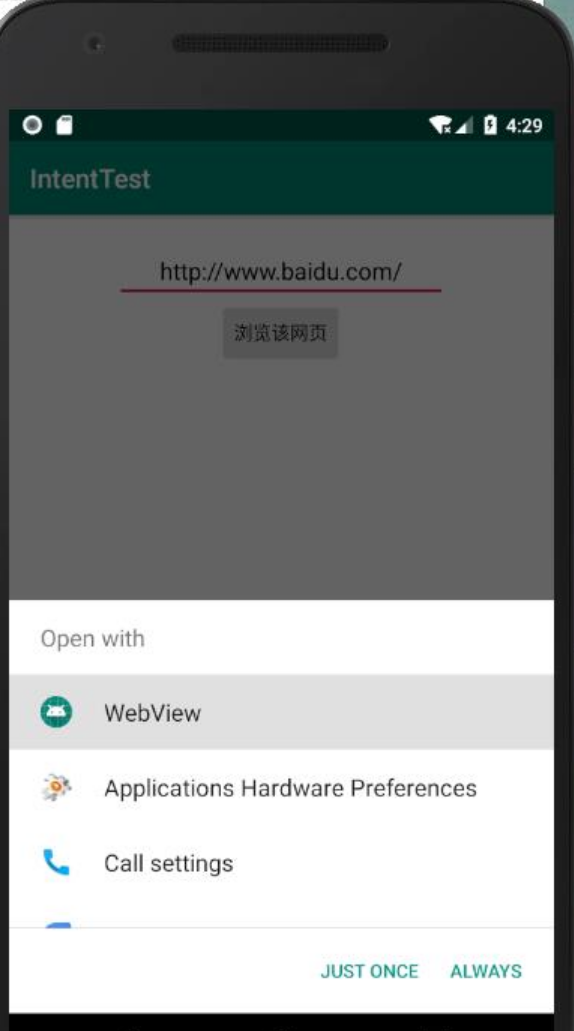 4:29
IntentTest
http://www.baidu.com/
浏览该网页
Open with
WebView
Applications Hardware Preferences
Call settings
JUST ONCE ALWAYS